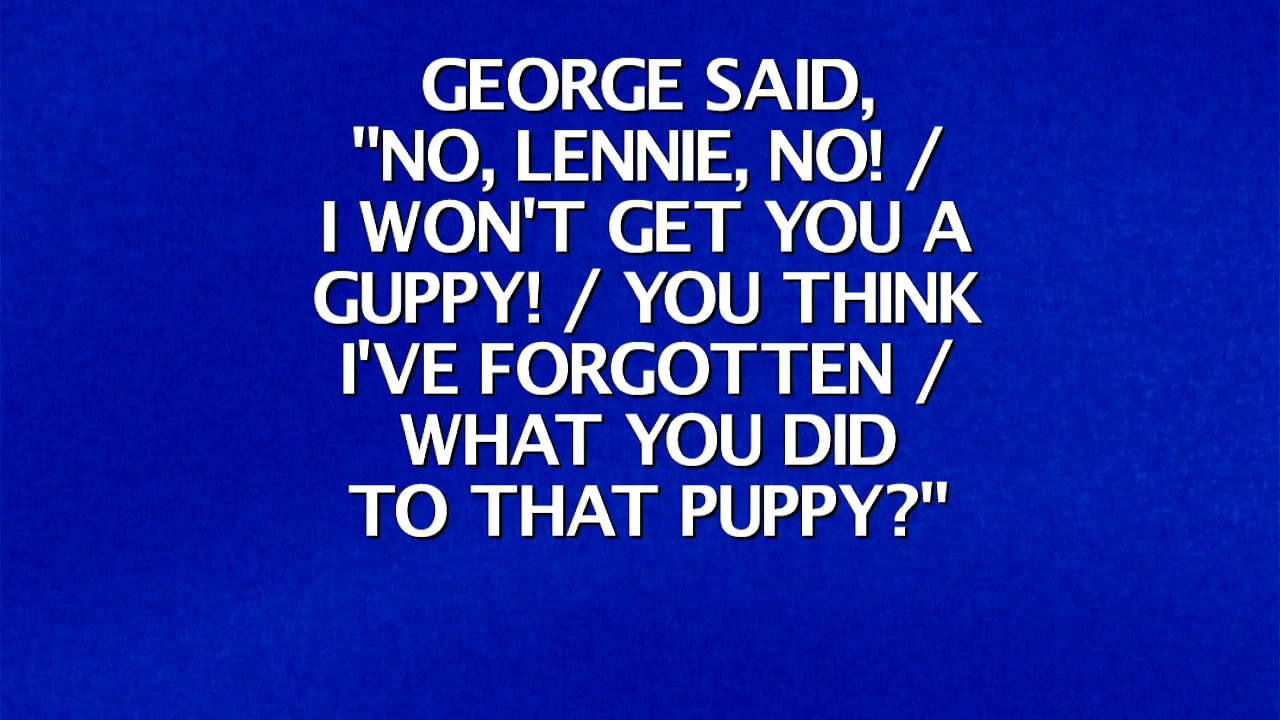 GEORGE SAID,
"NO, LENNIE, NO! /
I WON'T GET YOU A
GUPPY! / YOU THINK
I'VE FORGOTTEN /
WHAT YOU DID
TO THAT PUPPY?"